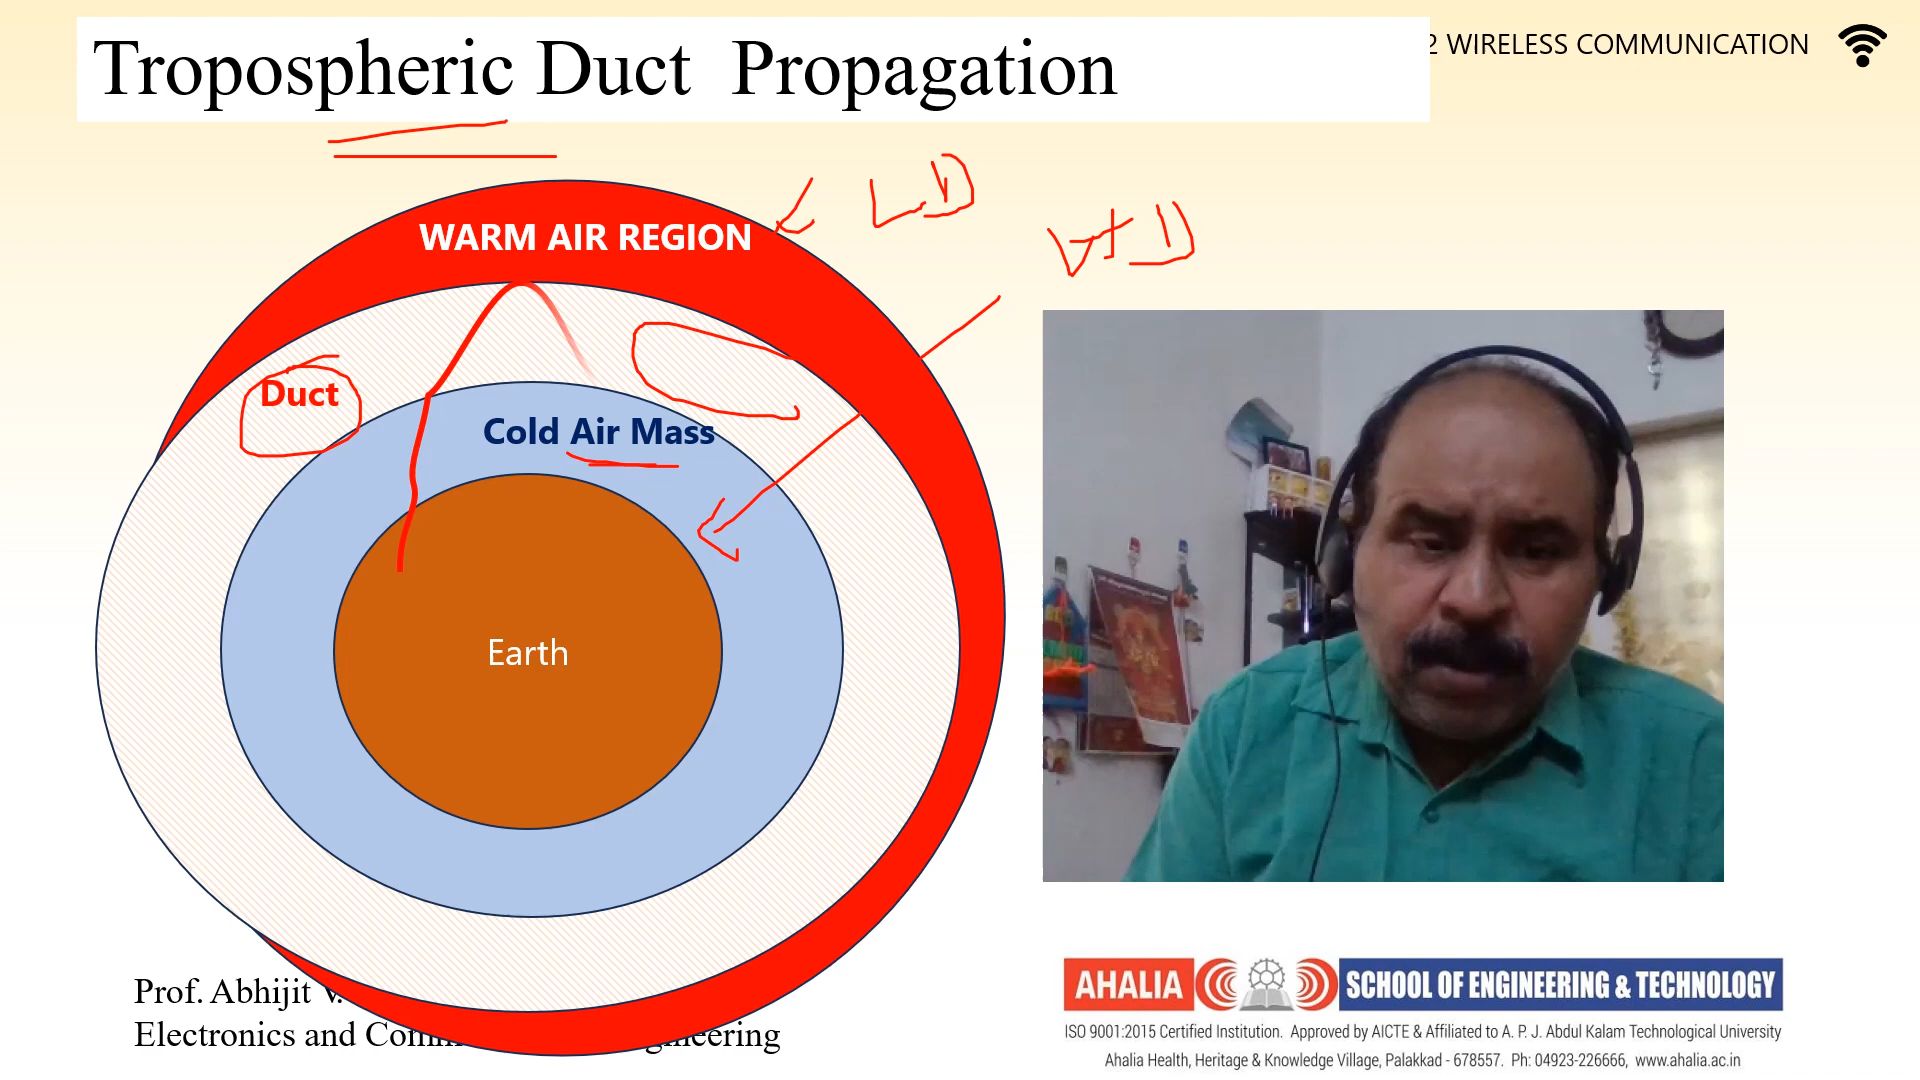 Tropospheric Duct Propagation
2 WIRELESS COMMUNICATION
L D
WARM AIR REGION
Duct
Cold Air Mass
Earth
Prof. Abhijit V.
Electronics and
AHALIA SCHOOL OF ENGINEERING & TECHNOLOGY
ISO 9001:2015 Certified Institution. Approved by AICTE & Affiliated to A. P. J. Abdul Kalam Technological University
Ahalia Health, Heritage & Knowledge Village, Palakkad - 678557. Ph: 04923-226666, www.ahalia.ac.in